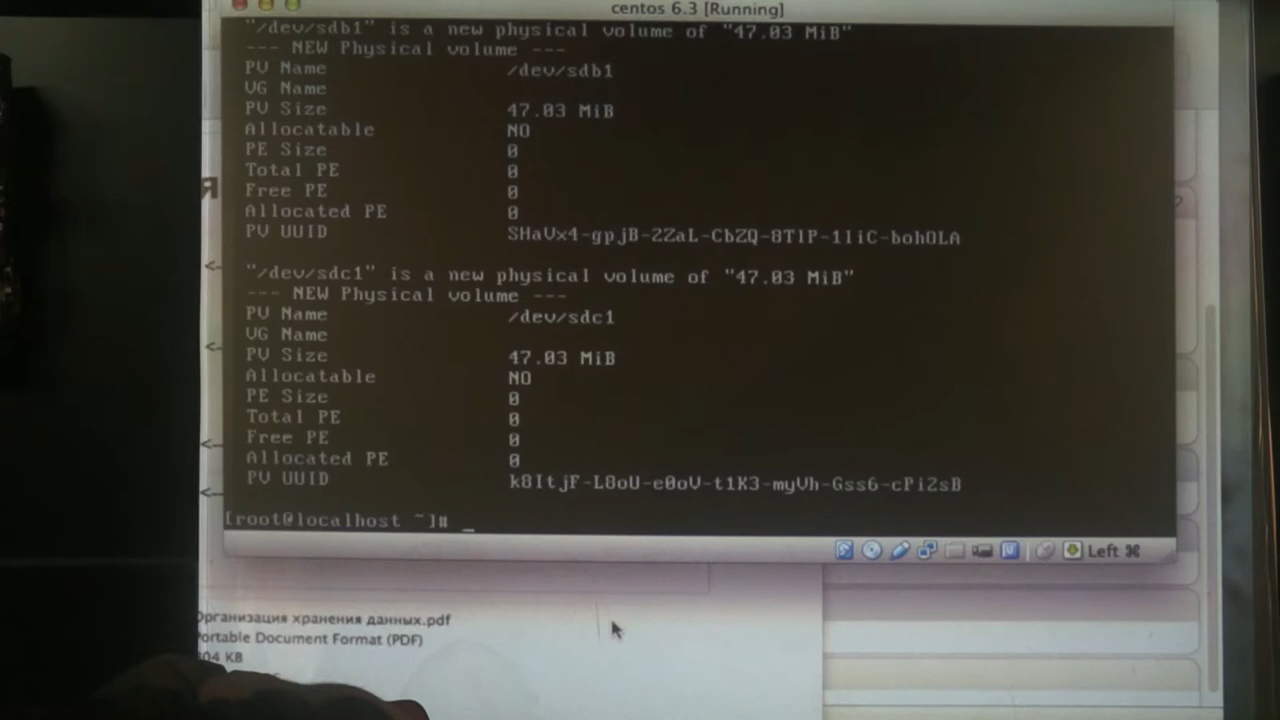 centos 6.3 [Running]
"/dev/sdb1" is a new physical volume of "47.03 MiB"
--- NEW Physical volume ---
PV Name /dev/sdb1
VG Name
PV Size 47.03 MiB
Allocatable NO
PE Size 0
Total PE 0
Free PE 0
Allocated PE 0
PV UUID SHaVx4-gpjB-2ZaL-CbZQ-8TlP-1liC-bohOLA
"/dev/sdc1" is a new physical volume of "47.03 MiB"
--- NEW Physical volume ---
PV Name /dev/sdc1
VG Name
PV Size 47.03 MiB
Allocatable NO
PE Size 0
Total PE 0
Free PE 0
Allocated PE 0
PV UUID k8ItjF-L8oU-e0oV-t1K3-myVh-Gss6-cPi2sB
[root@localhost ~]# _
Left ⌘
Организация хранения данных.pdf
Portable Document Format (PDF)
304 KB